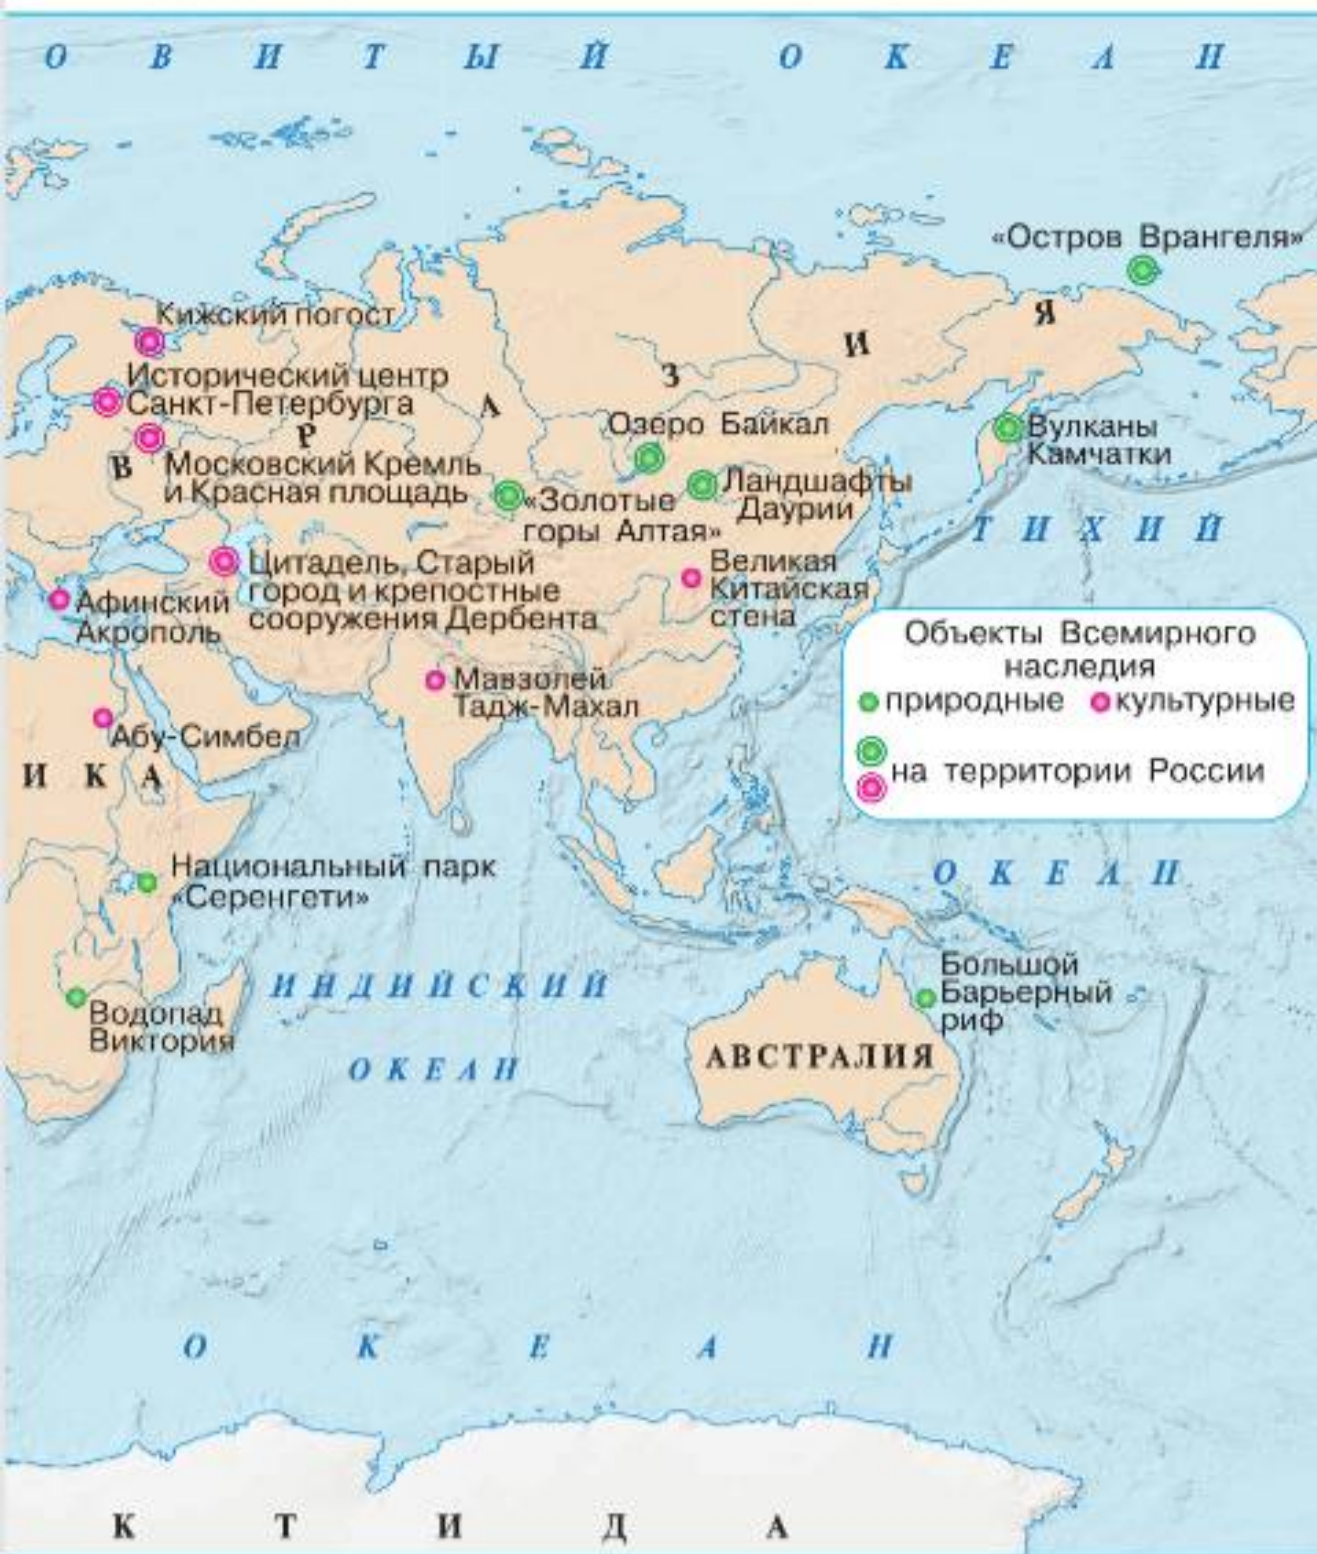 О В И Т Ы Й О К Е А Н
«Остров Врангеля»
Кижский погост
Исторический центр
Санкт-Петербурга
Московский Кремль
и Красная площадь
Е В Р А З И Я
Озеро Байкал
Вулканы
Камчатки
Ландшафты
Даурии
«Золотые
горы Алтая»
Т И Х И Й
Цитадель, Старый
город и крепостные
сооружения Дербента
Великая
Китайская
стена
Афинский
Акрополь
Объекты Всемирного
наследия
природные культурные
на территории России
Мавзолей
Тадж-Махал
Абу-Симбел
И К А
О К Е А Н
Национальный парк
«Серенгети»
И Н Д И Й С К И Й
О К Е А Н
Водопад
Виктория
Большой
Барьерный
риф
АВСТРАЛИЯ
О К Е А Н
К Т И Д А